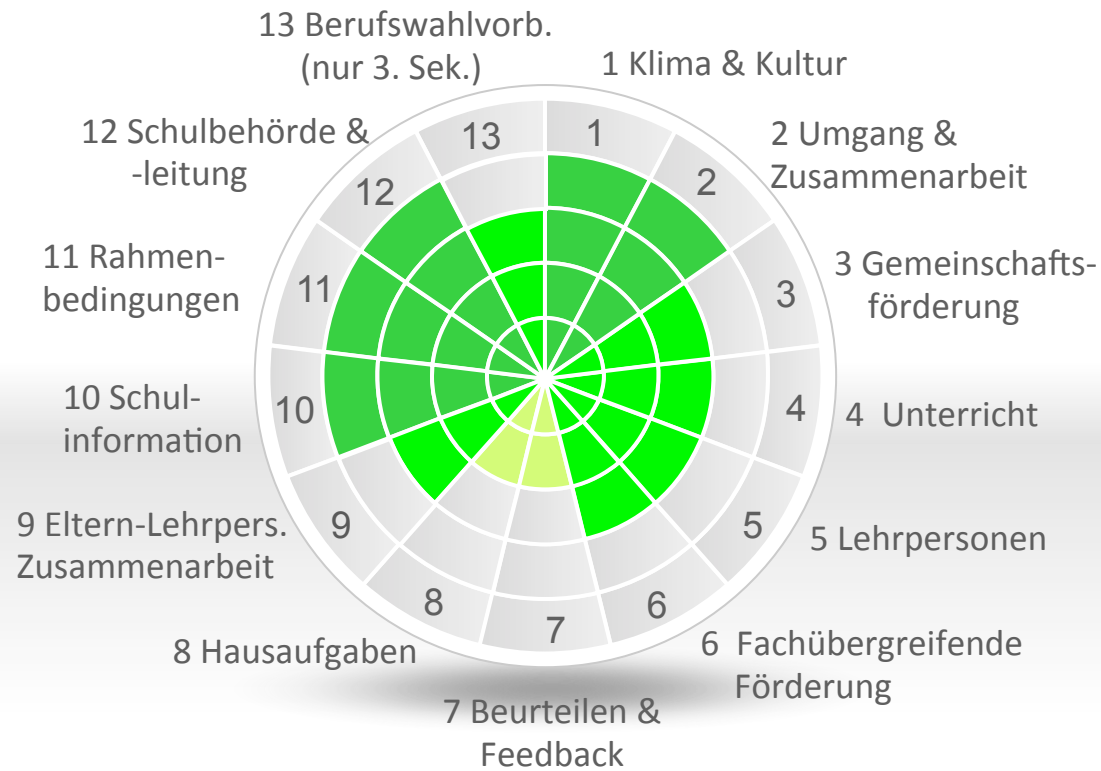 13 Berufswahlvorb.
(nur 3. Sek.)
1 Klima & Kultur
2 Umgang &
Zusammenarbeit
3 Gemeinschafts-
förderung
4 Unterricht
5 Lehrpersonen
6 Fachübergreifende
Förderung
7 Beurteilen &
Feedback
8 Hausaufgaben
9 Eltern-Lehrpers.
Zusammenarbeit
10 Schul-
information
11 Rahmen-
bedingungen
12 Schulbehörde &
-leitung
1
2
3
4
5
6
7
8
9
10
11
12
13